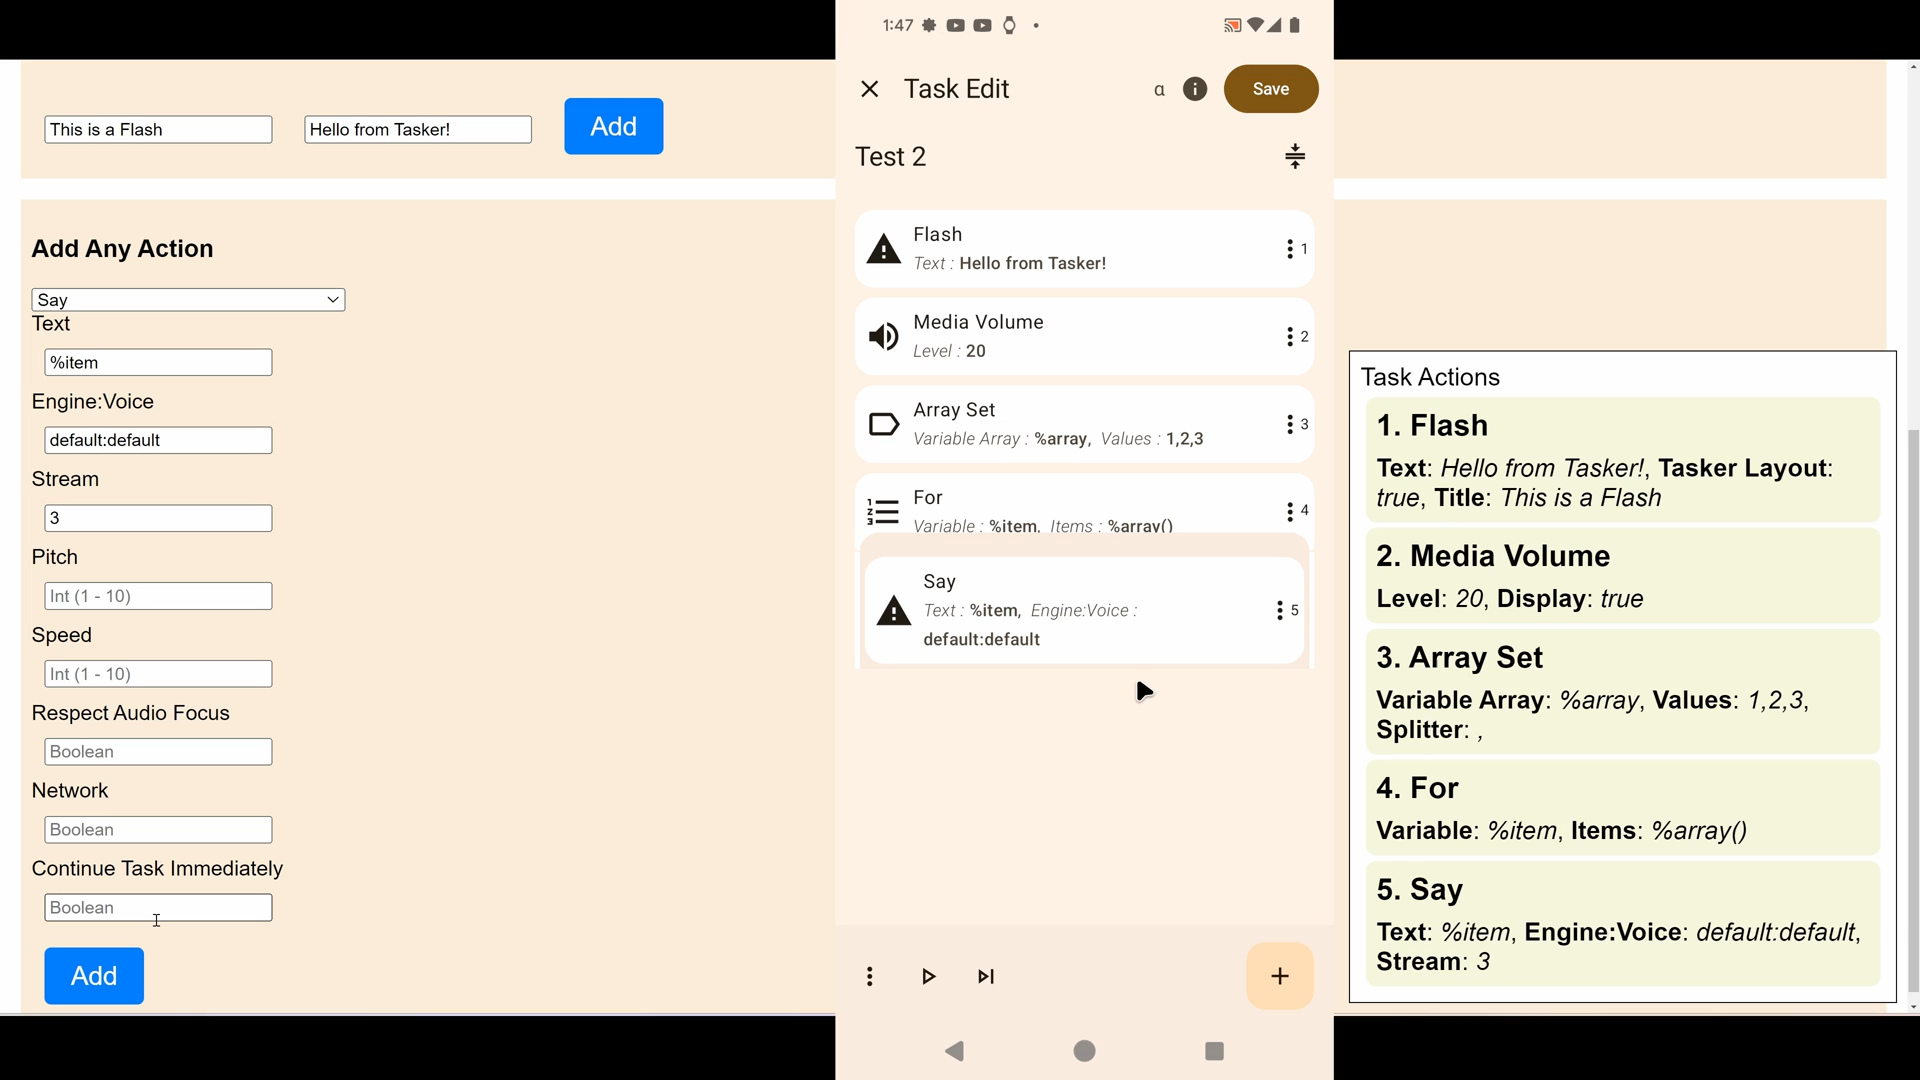 This is a Flash
Hello from Tasker!
Add
Add Any Action
Say
Text
%item
Engine:Voice
default:default
Stream
3
Pitch
Int (1 - 10)
Speed
Int (1 - 10)
Respect Audio Focus
Boolean
Network
Boolean
Continue Task Immediately
Boolean
Add
1:47
Task Edit
α
Save
Test 2
Flash
Text : Hello from Tasker!
1
Media Volume
Level : 20
2
Array Set
Variable Array : %array, Values : 1,2,3
3
For
Variable : %item, Items : %array()
4
Say
Text : %item, Engine:Voice :
default:default
5
Task Actions
1. Flash
Text: Hello from Tasker!, Tasker Layout:
true, Title: This is a Flash
2. Media Volume
Level: 20, Display: true
3. Array Set
Variable Array: %array, Values: 1,2,3,
Splitter: ,
4. For
Variable: %item, Items: %array()
5. Say
Text: %item, Engine:Voice: default:default,
Stream: 3